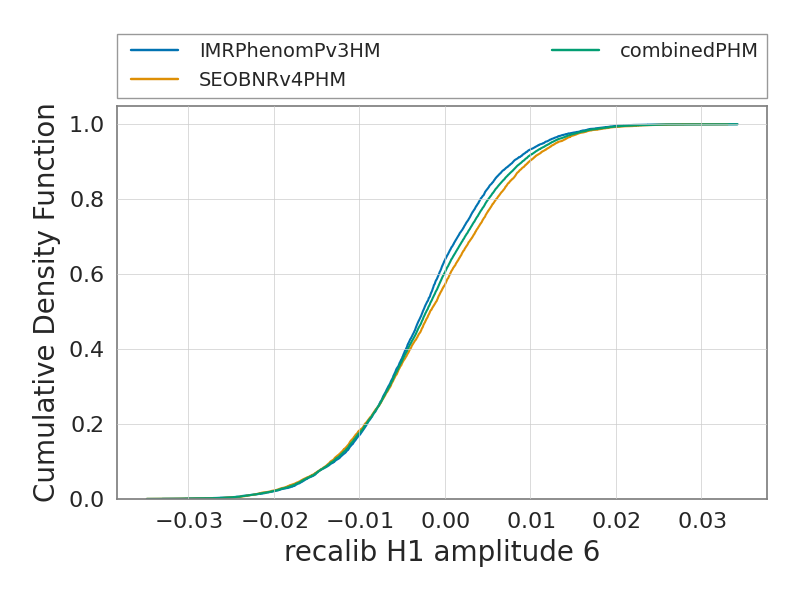 IMRPhenomPv3HM
SEOBNRv4PHM
combinedPHM
Cumulative Density Function
1.0
0.8
0.6
0.4
0.2
0.0
−0.03 −0.02 −0.01 0.00 0.01 0.02 0.03
recalib H1 amplitude 6